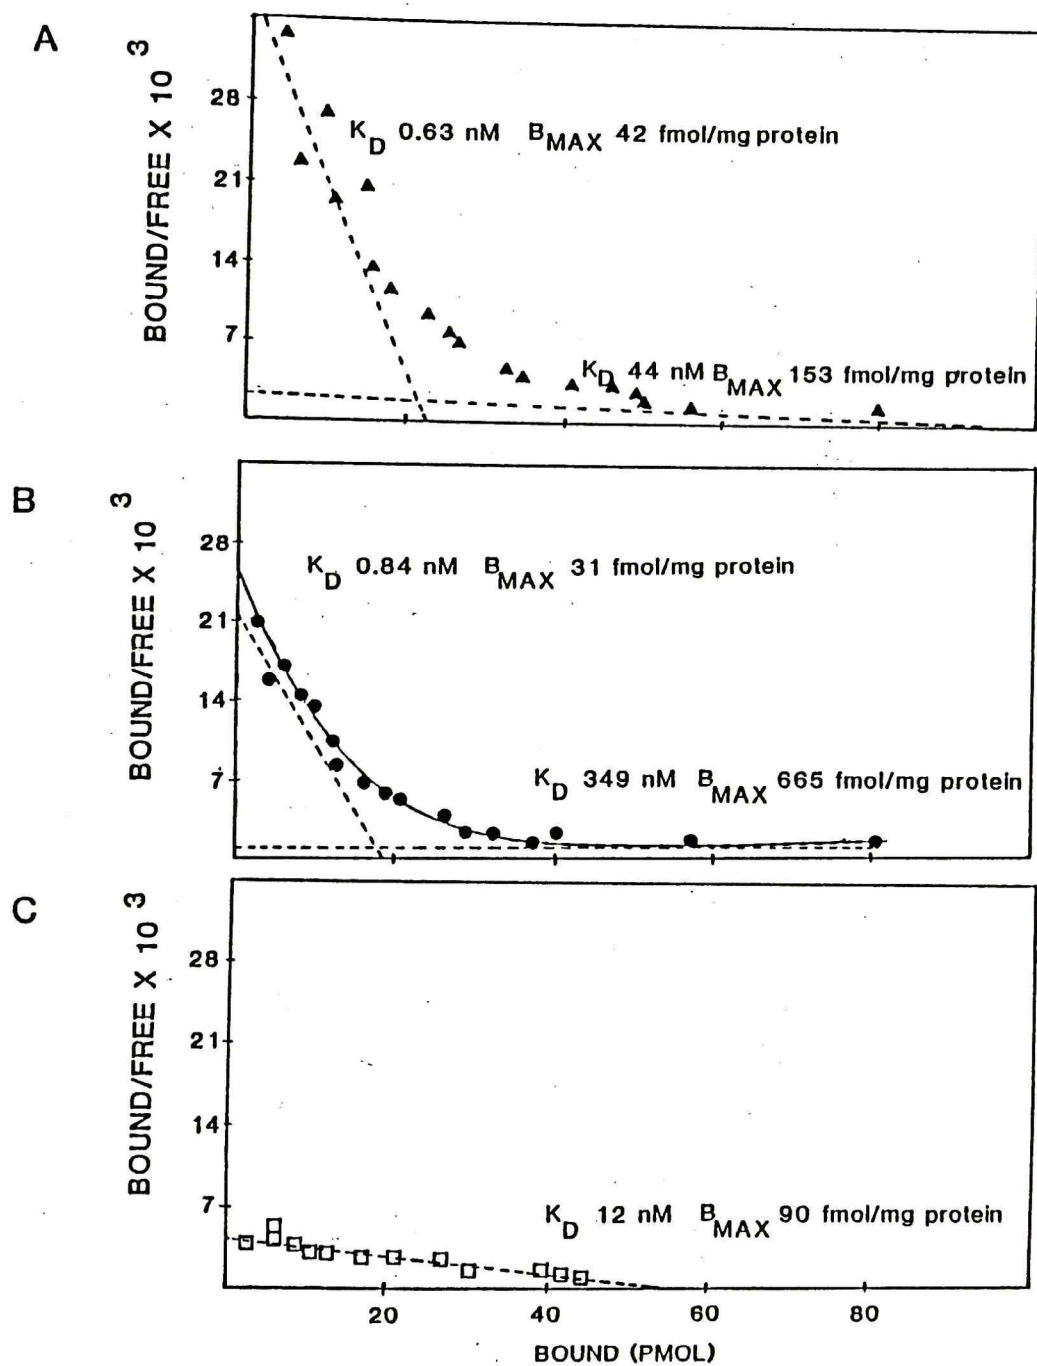 A
BOUND/FREE X 10 3
28
21
14
7
K D 0.63 nM B MAX 42 fmol/mg protein
K D 44 nM B MAX 153 fmol/mg protein
B
BOUND/FREE X 10 3
28
21
14
7
K D 0.84 nM B MAX 31 fmol/mg protein
K D 349 nM B MAX 665 fmol/mg protein
C
BOUND/FREE X 10 3
28
21
14
7
K D 12 nM B MAX 90 fmol/mg protein
20 40 60 80
BOUND (PMOL)